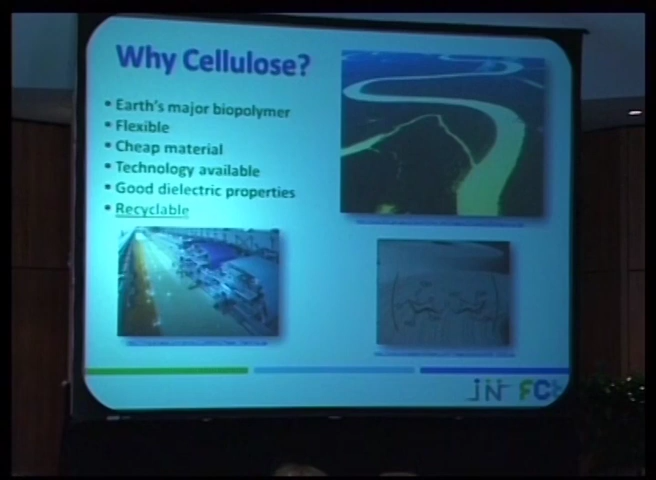 Why Cellulose?
• Earth's major biopolymer
• Flexible
• Cheap material
• Technology available
• Good dielectric properties
• Recyclable